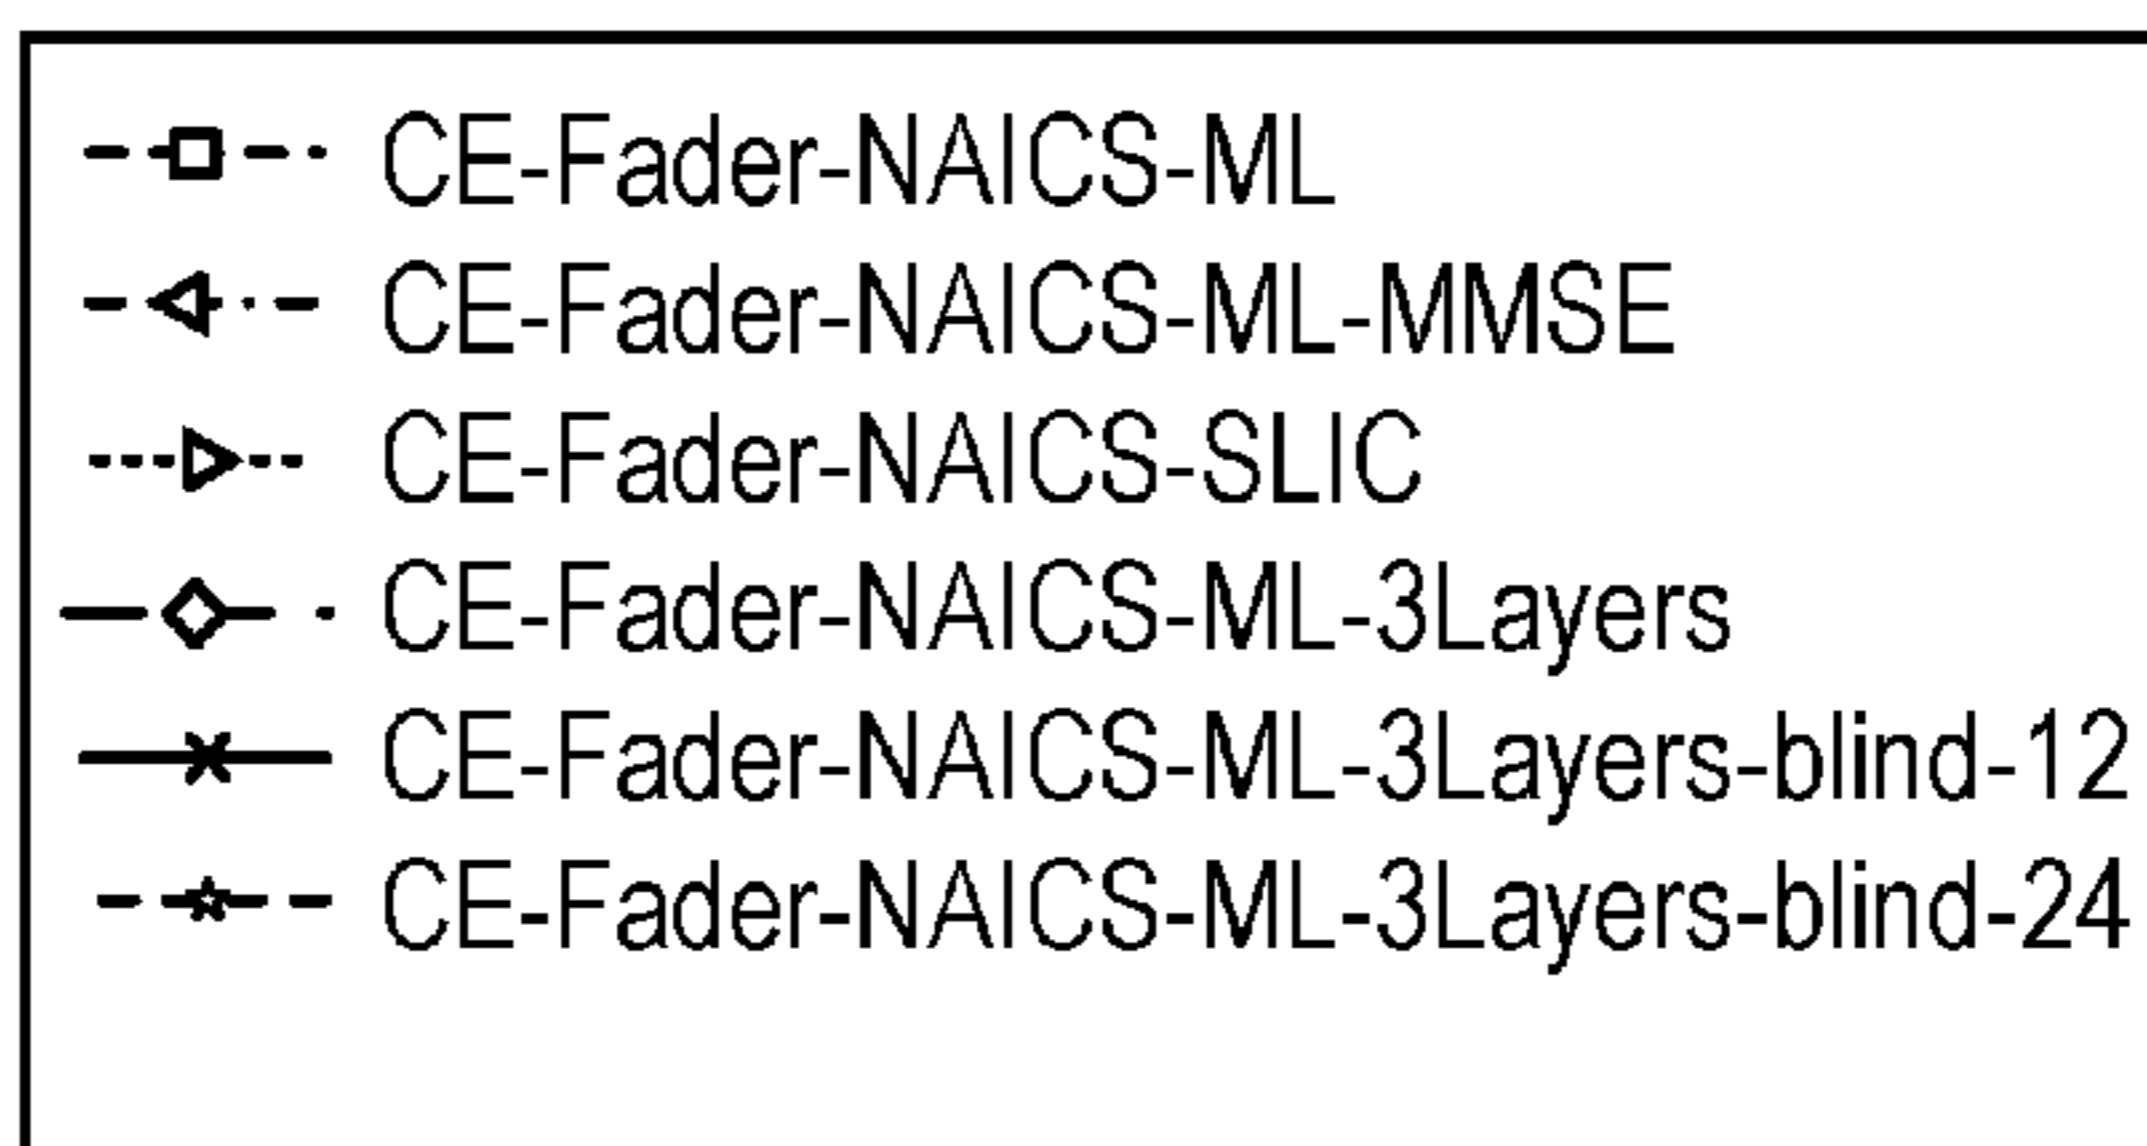 CE-Fader-NAICS-ML
CE-Fader-NAICS-ML-MMSE
CE-Fader-NAICS-SLIC
CE-Fader-NAICS-ML-3Layers
CE-Fader-NAICS-ML-3Layers-blind-12
CE-Fader-NAICS-ML-3Layers-blind-24